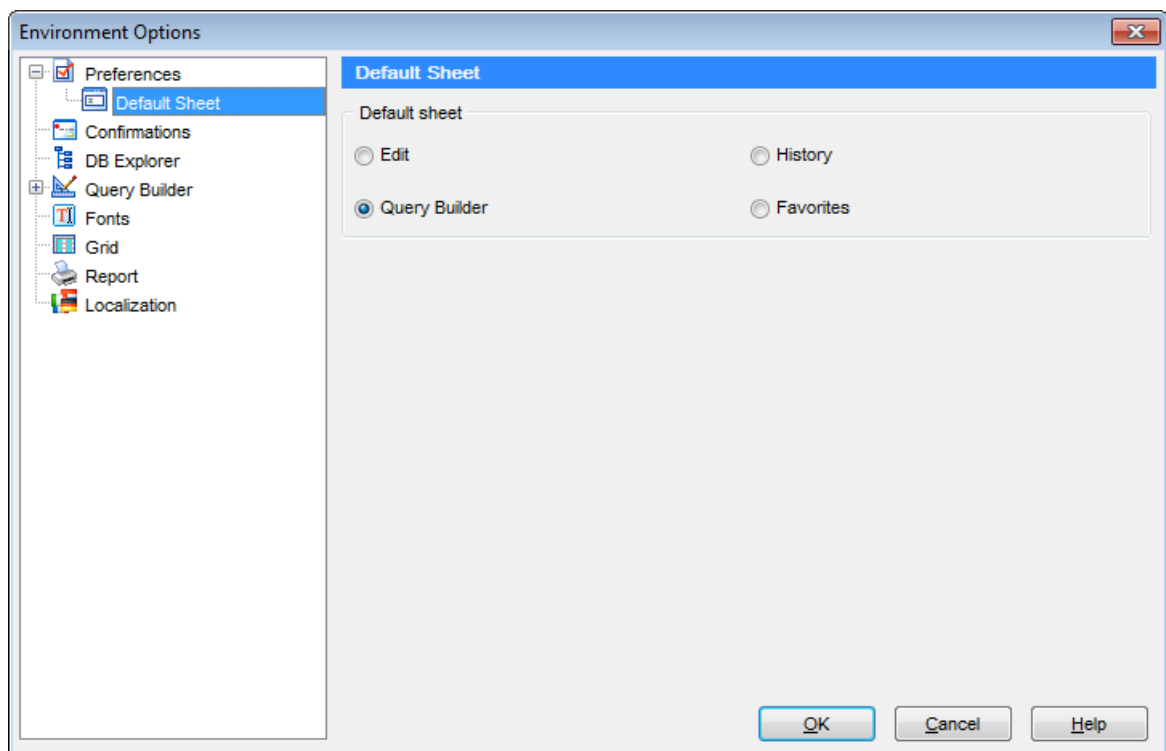 Environment Options
Preferences
Default Sheet
Confirmations
DB Explorer
Query Builder
Fonts
Grid
Report
Localization
Default Sheet
Default sheet
Edit
History
Query Builder
Favorites
OK
Cancel
Help